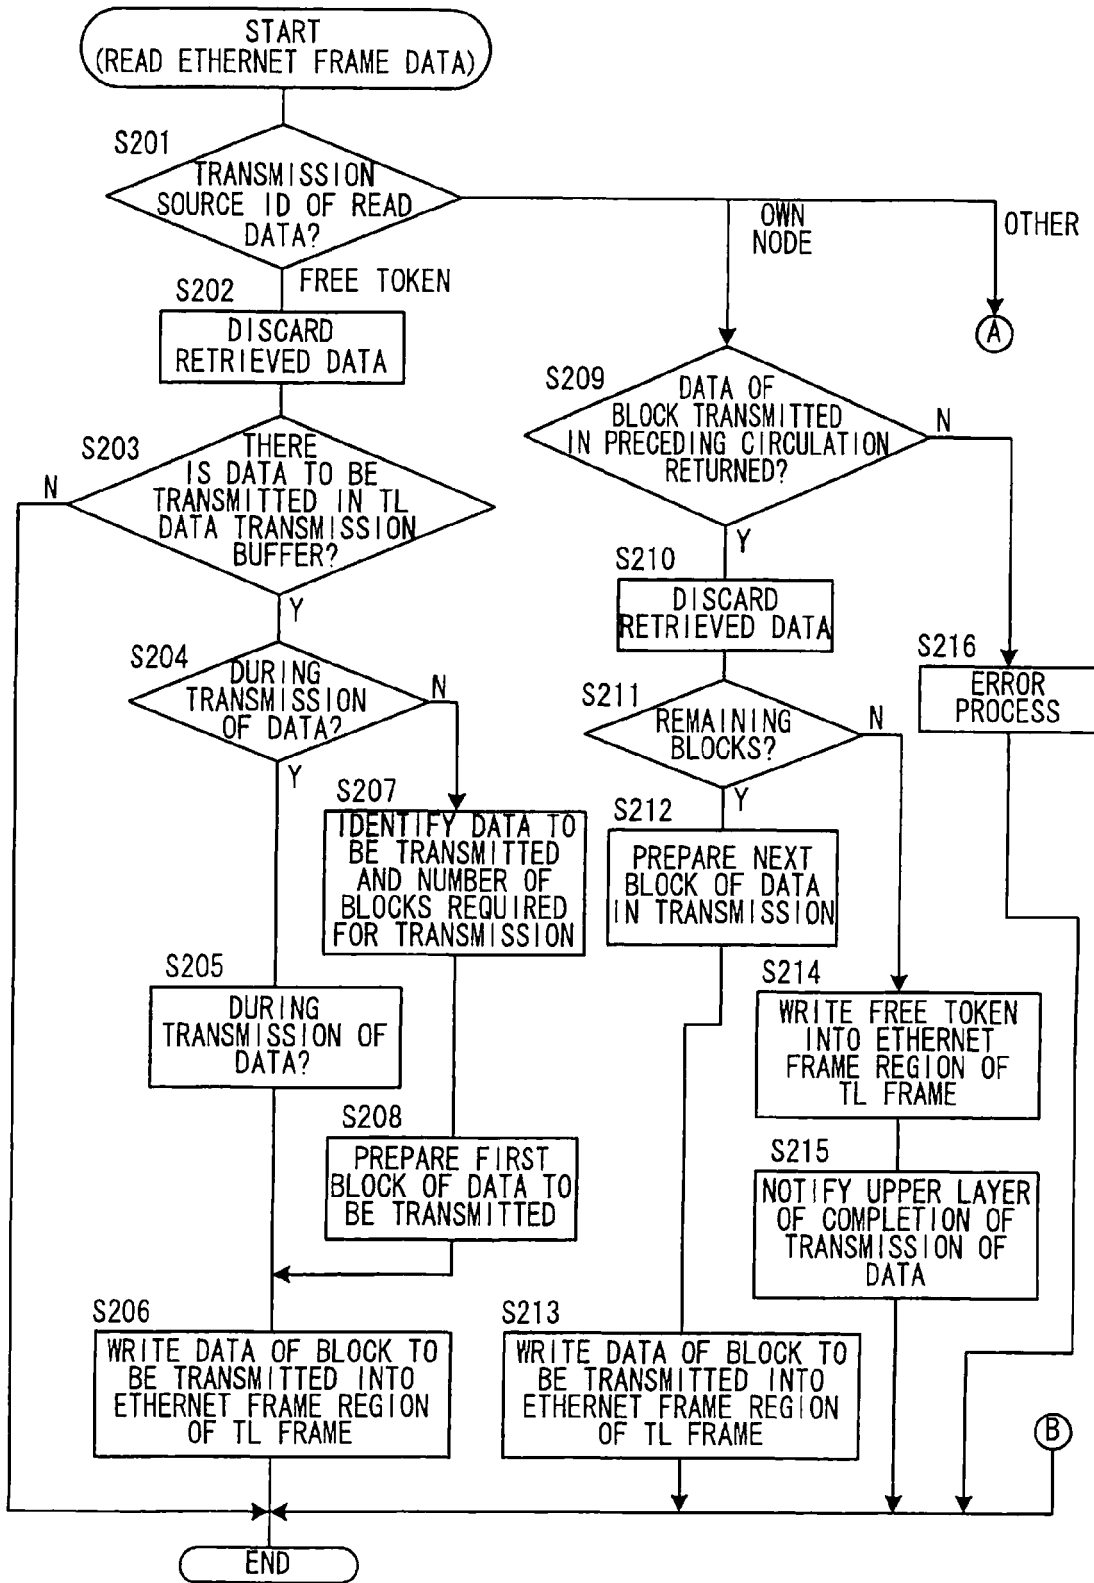 START
(READ ETHERNET FRAME DATA)
S201
TRANSMISSION
SOURCE ID OF READ
DATA?
OWN
NODE
OTHER
FREE TOKEN
A
S202
DISCARD
RETRIEVED DATA
S203
THERE
IS DATA TO BE
TRANSMITTED IN TL
DATA TRANSMISSION
BUFFER?
N
Y
S204
DURING
TRANSMISSION
OF DATA?
N
Y
S207
IDENTIFY DATA TO
BE TRANSMITTED
AND NUMBER OF
BLOCKS REQUIRED
FOR TRANSMISSION
S205
DURING
TRANSMISSION OF
DATA?
S208
PREPARE FIRST
BLOCK OF DATA TO
BE TRANSMITTED
S206
WRITE DATA OF BLOCK TO
BE TRANSMITTED INTO
ETHERNET FRAME REGION
OF TL FRAME
S209
DATA OF
BLOCK TRANSMITTED
IN PRECEDING CIRCULATION
RETURNED?
N
Y
S210
DISCARD
RETRIEVED DATA
S216
ERROR
PROCESS
S211
REMAINING
BLOCKS?
N
Y
S212
PREPARE NEXT
BLOCK OF DATA
IN TRANSMISSION
S214
WRITE FREE TOKEN
INTO ETHERNET
FRAME REGION OF
TL FRAME
S215
NOTIFY UPPER LAYER
OF COMPLETION OF
TRANSMISSION OF
DATA
S213
WRITE DATA OF BLOCK TO
BE TRANSMITTED INTO
ETHERNET FRAME REGION
OF TL FRAME
B
END